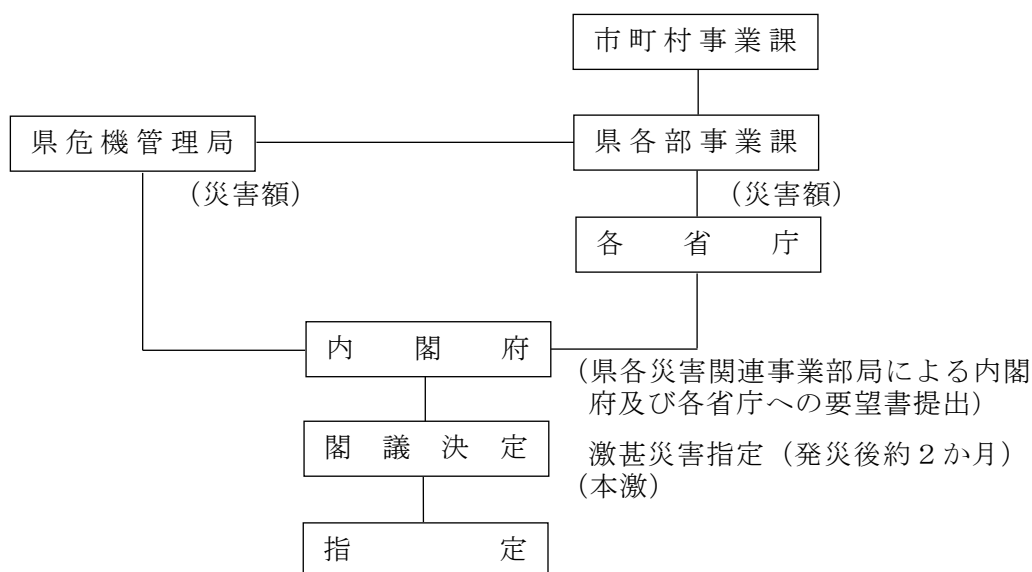 市町村事業課
県危機管理局
県各部事業課
(災害額)
(災害額)
各省庁
内閣府
(県各災害関連事業部局による内閣
府及び各省庁への要望書提出)
閣議決定
激甚災害指定(発災後約2か月)
(本激)
指定